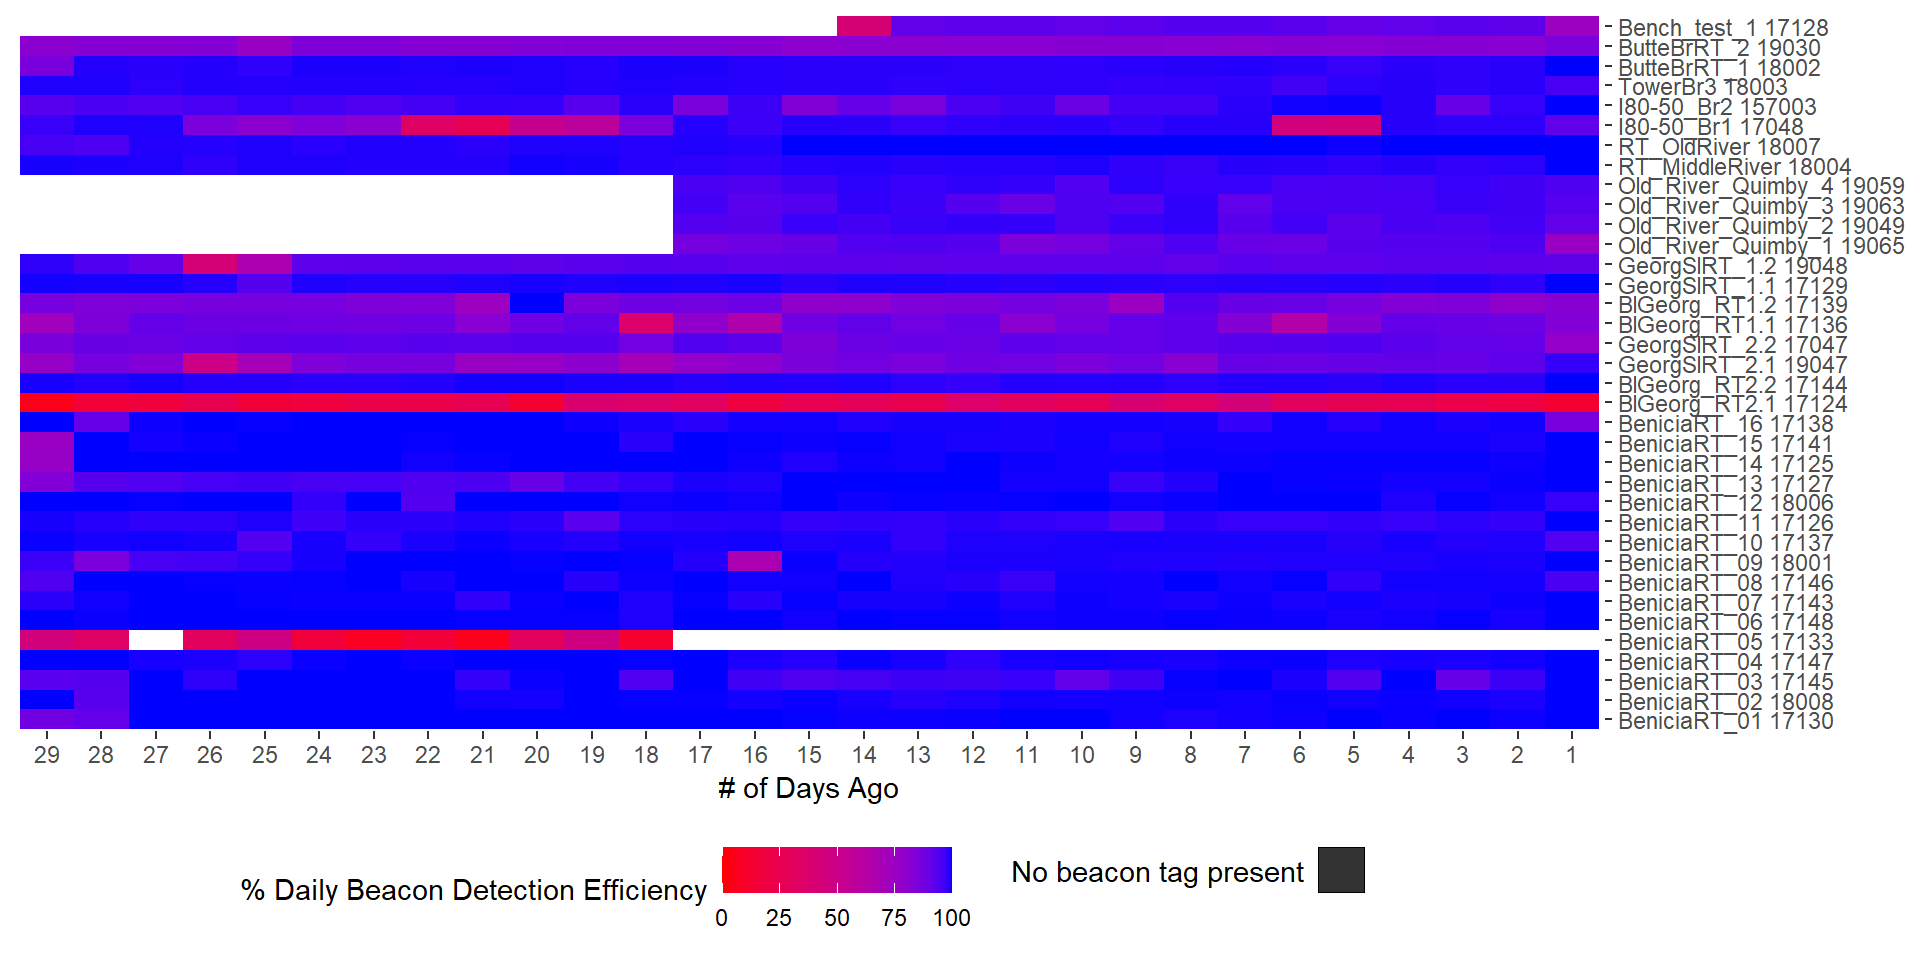 Bench_test_1 17128
ButteBrRT_2 19030
ButteBrRT_1 18002
TowerBr3 18003
I80-50_Br2 157003
I80-50_Br1 17048
RT_OldRiver 18007
RT_MiddleRiver 18004
Old_River_Quimby_4 19059
Old_River_Quimby_3 19063
Old_River_Quimby_2 19049
Old_River_Quimby_1 19065
GeorgSlRT_1.2 19048
GeorgSlRT_1.1 17129
BlGeorg_RT1.2 17139
BlGeorg_RT1.1 17136
GeorgSlRT_2.2 17047
GeorgSlRT_2.1 19047
BlGeorg_RT2.2 17144
BlGeorg_RT2.1 17124
BeniciaRT_16 17138
BeniciaRT_15 17141
BeniciaRT_14 17125
BeniciaRT_13 17127
BeniciaRT_12 18006
BeniciaRT_11 17126
BeniciaRT_10 17137
BeniciaRT_09 18001
BeniciaRT_08 17146
BeniciaRT_07 17143
BeniciaRT_06 17148
BeniciaRT_05 17133
BeniciaRT_04 17147
BeniciaRT_03 17145
BeniciaRT_02 18008
BeniciaRT_01 17130
29 28 27 26 25 24 23 22 21 20 19 18 17 16 15 14 13 12 11 10 9 8 7 6 5 4 3 2 1
# of Days Ago
% Daily Beacon Detection Efficiency
0 25 50 75 100
No beacon tag present